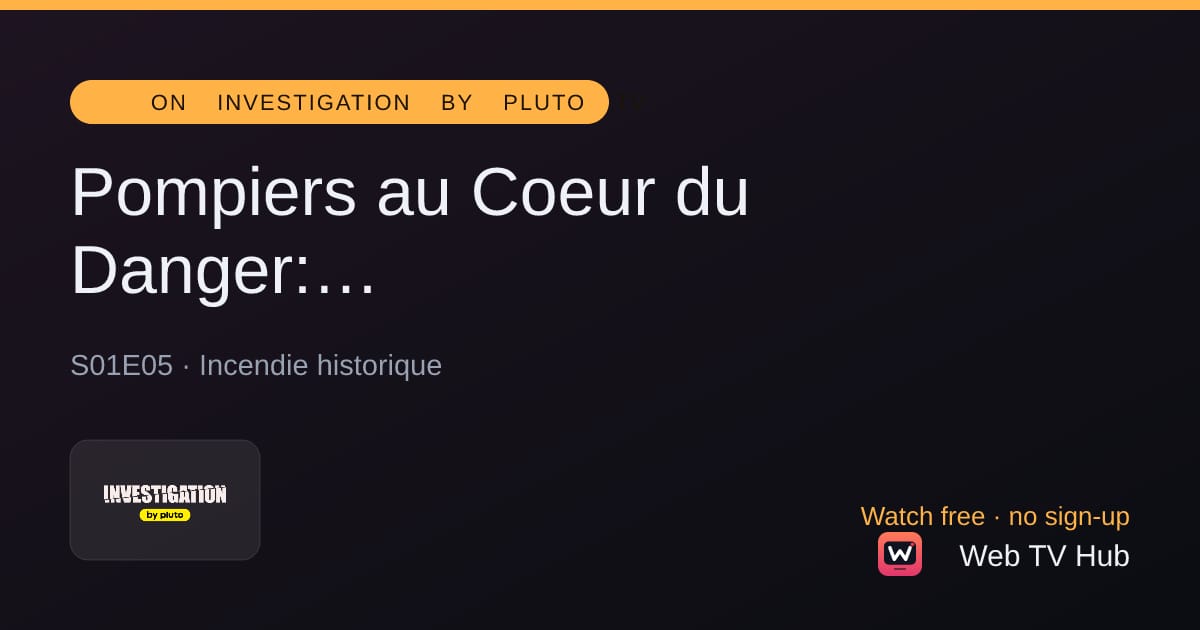 ON INVESTIGATION BY PLUTO
Pompiers au Coeur du
Danger:…
S01E05 · Incendie historique
INVESTIGATION
by pluto
Watch free · no sign-up
W
Web TV Hub